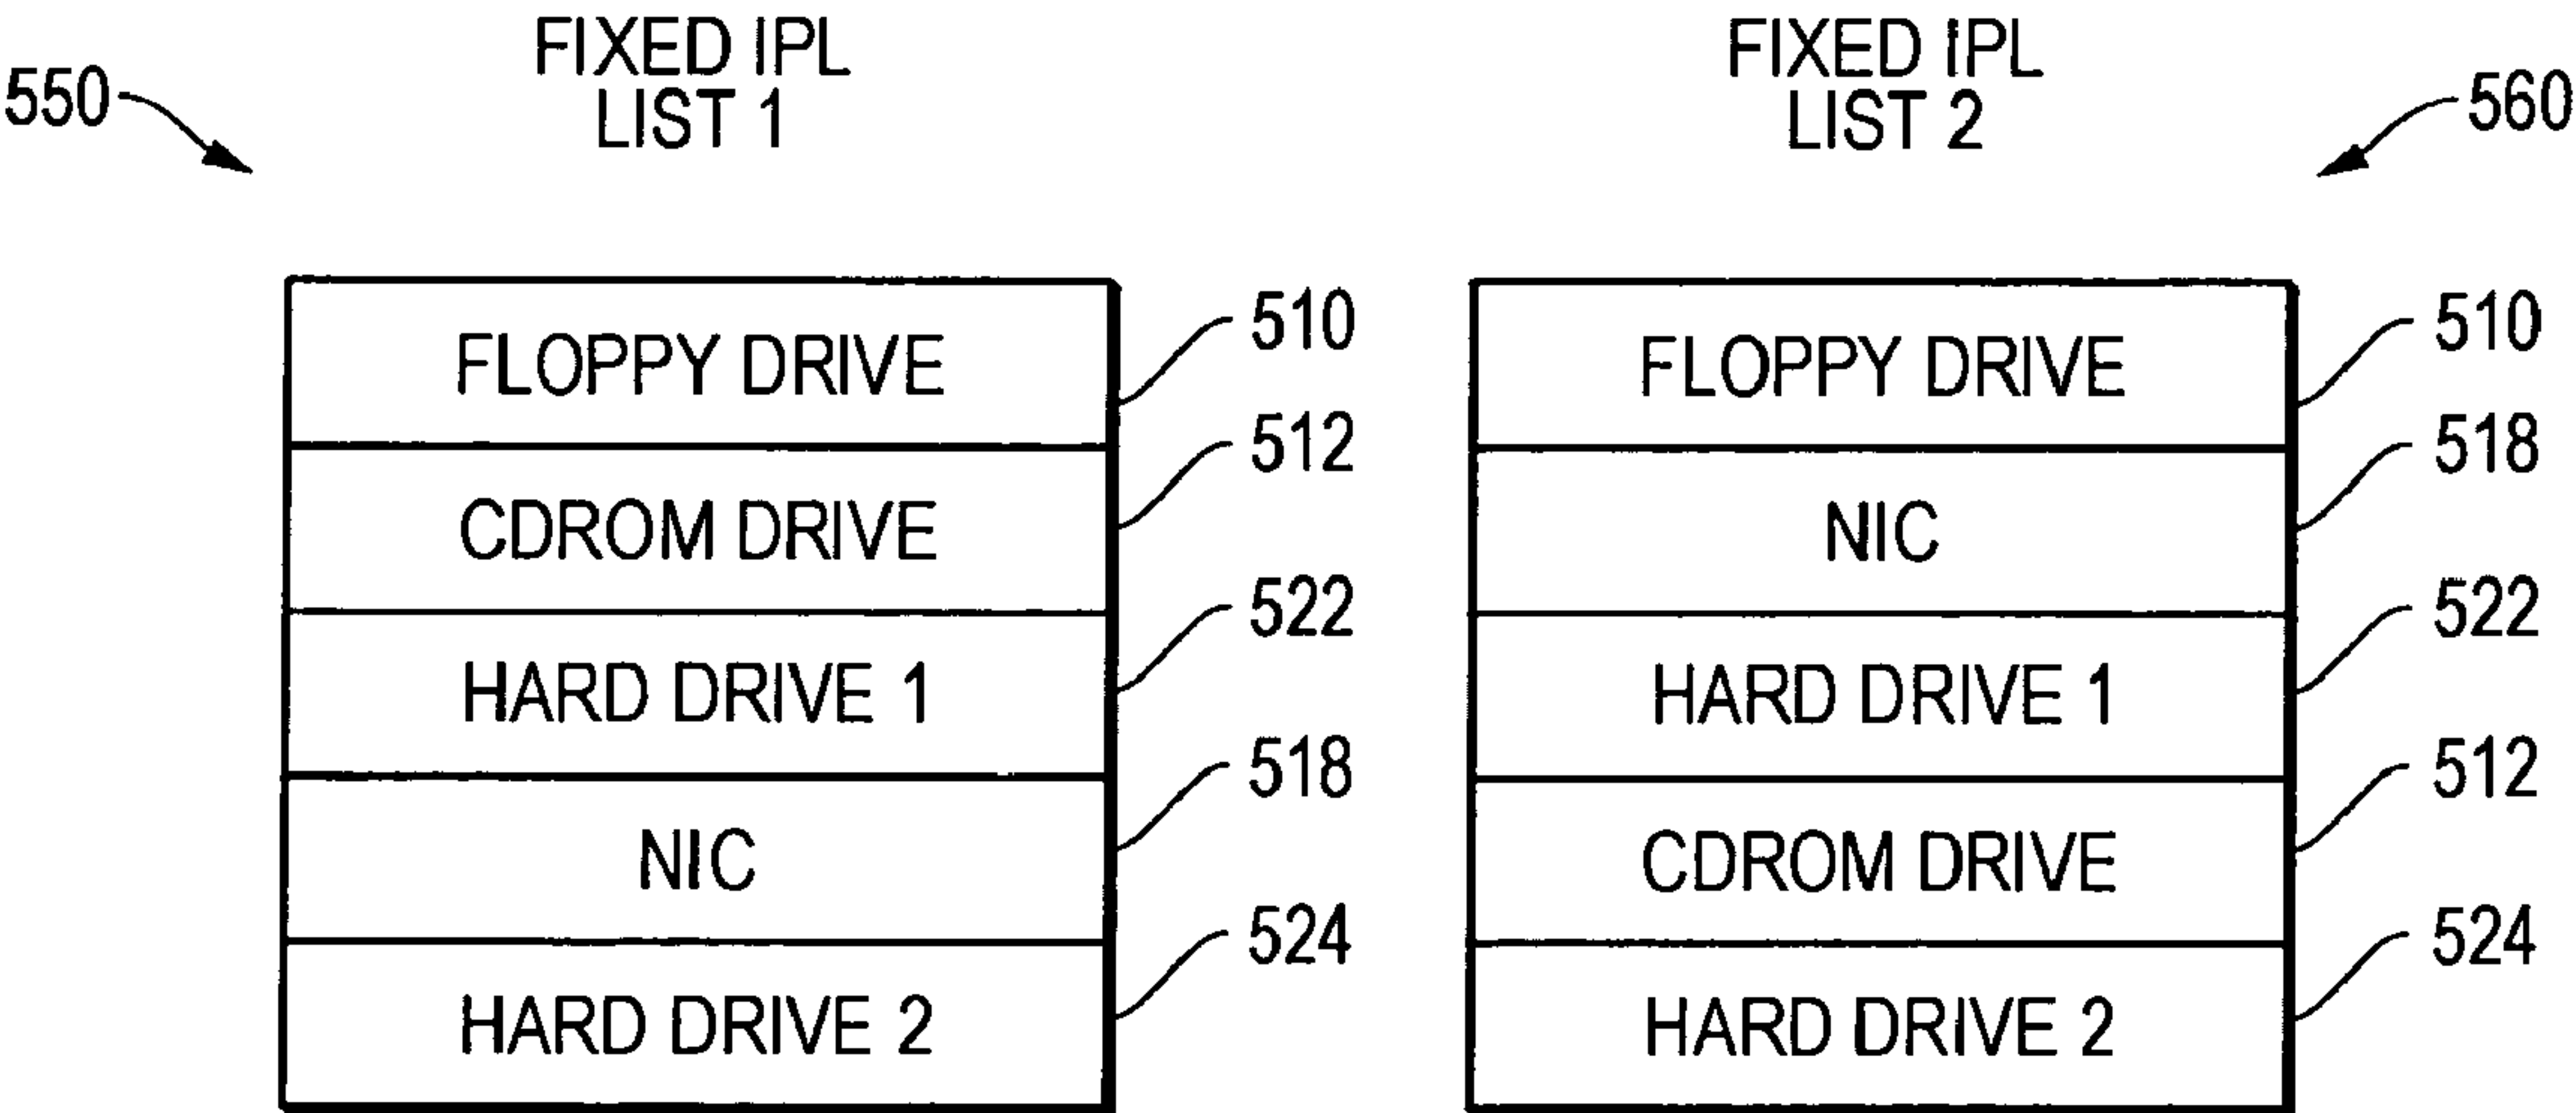 FIXED IPL
LIST 1
550
FLOPPY DRIVE
510
CDROM DRIVE
512
HARD DRIVE 1
522
NIC
518
HARD DRIVE 2
524
FIXED IPL
LIST 2
560
FLOPPY DRIVE
510
NIC
518
HARD DRIVE 1
522
CDROM DRIVE
512
HARD DRIVE 2
524